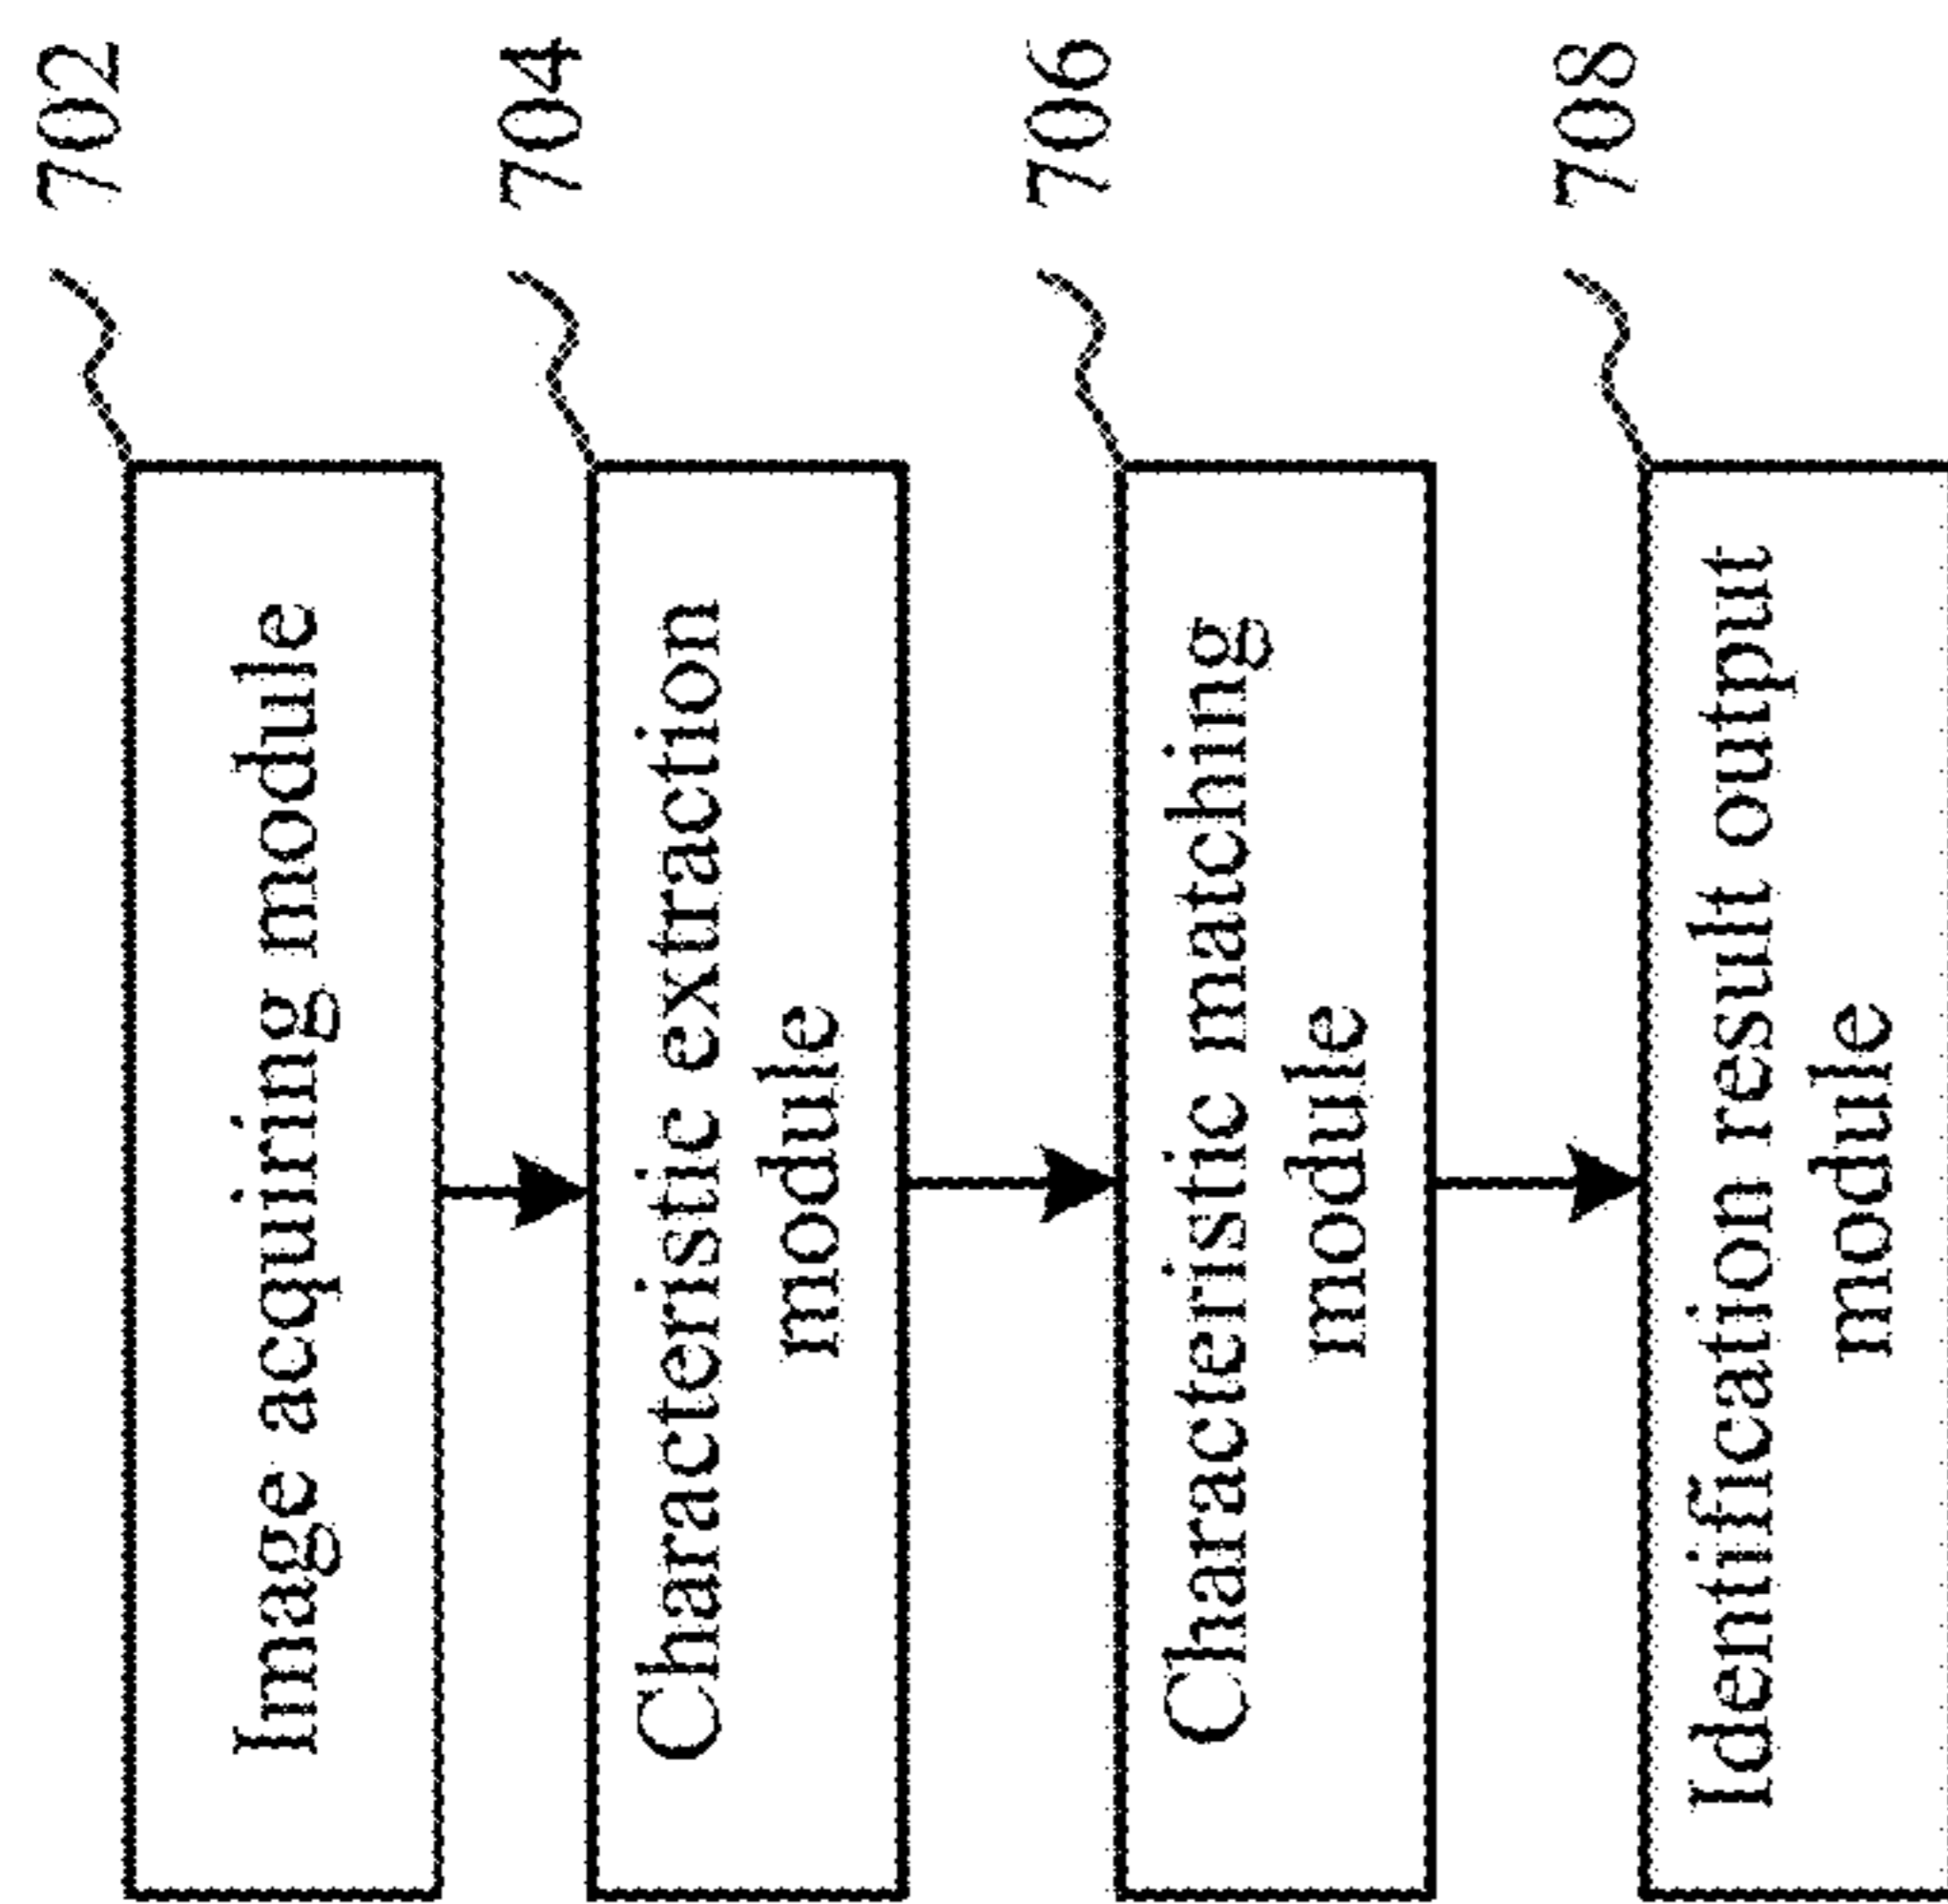 702
Image acquiring module
704
Characteristic extraction
module
706
Characteristic matching
module
708
Identification result output
module